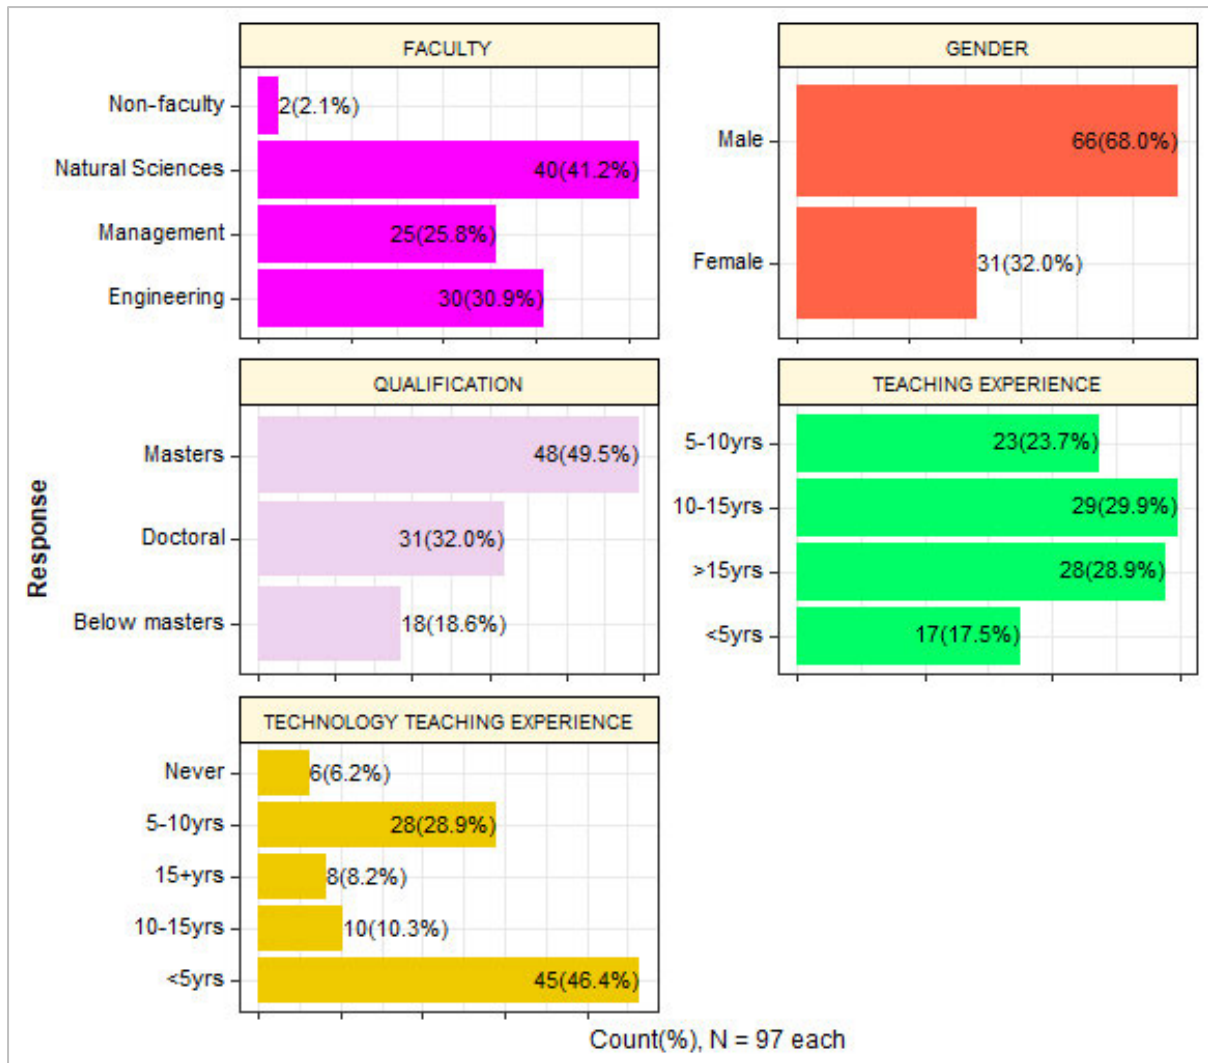 FACULTY
Non-faculty
2(2.1%)
Natural Sciences
40(41.2%)
Management
25(25.8%)
Engineering
30(30.9%)
GENDER
Male
66(68.0%)
Female
31(32.0%)
QUALIFICATION
Masters
48(49.5%)
Doctoral
31(32.0%)
Below masters
18(18.6%)
TEACHING EXPERIENCE
5-10yrs
23(23.7%)
10-15yrs
29(29.9%)
>15yrs
28(28.9%)
<5yrs
17(17.5%)
TECHNOLOGY TEACHING EXPERIENCE
Never
6(6.2%)
5-10yrs
28(28.9%)
15+yrs
8(8.2%)
10-15yrs
10(10.3%)
<5yrs
45(46.4%)
Response
Count(%), N = 97 each